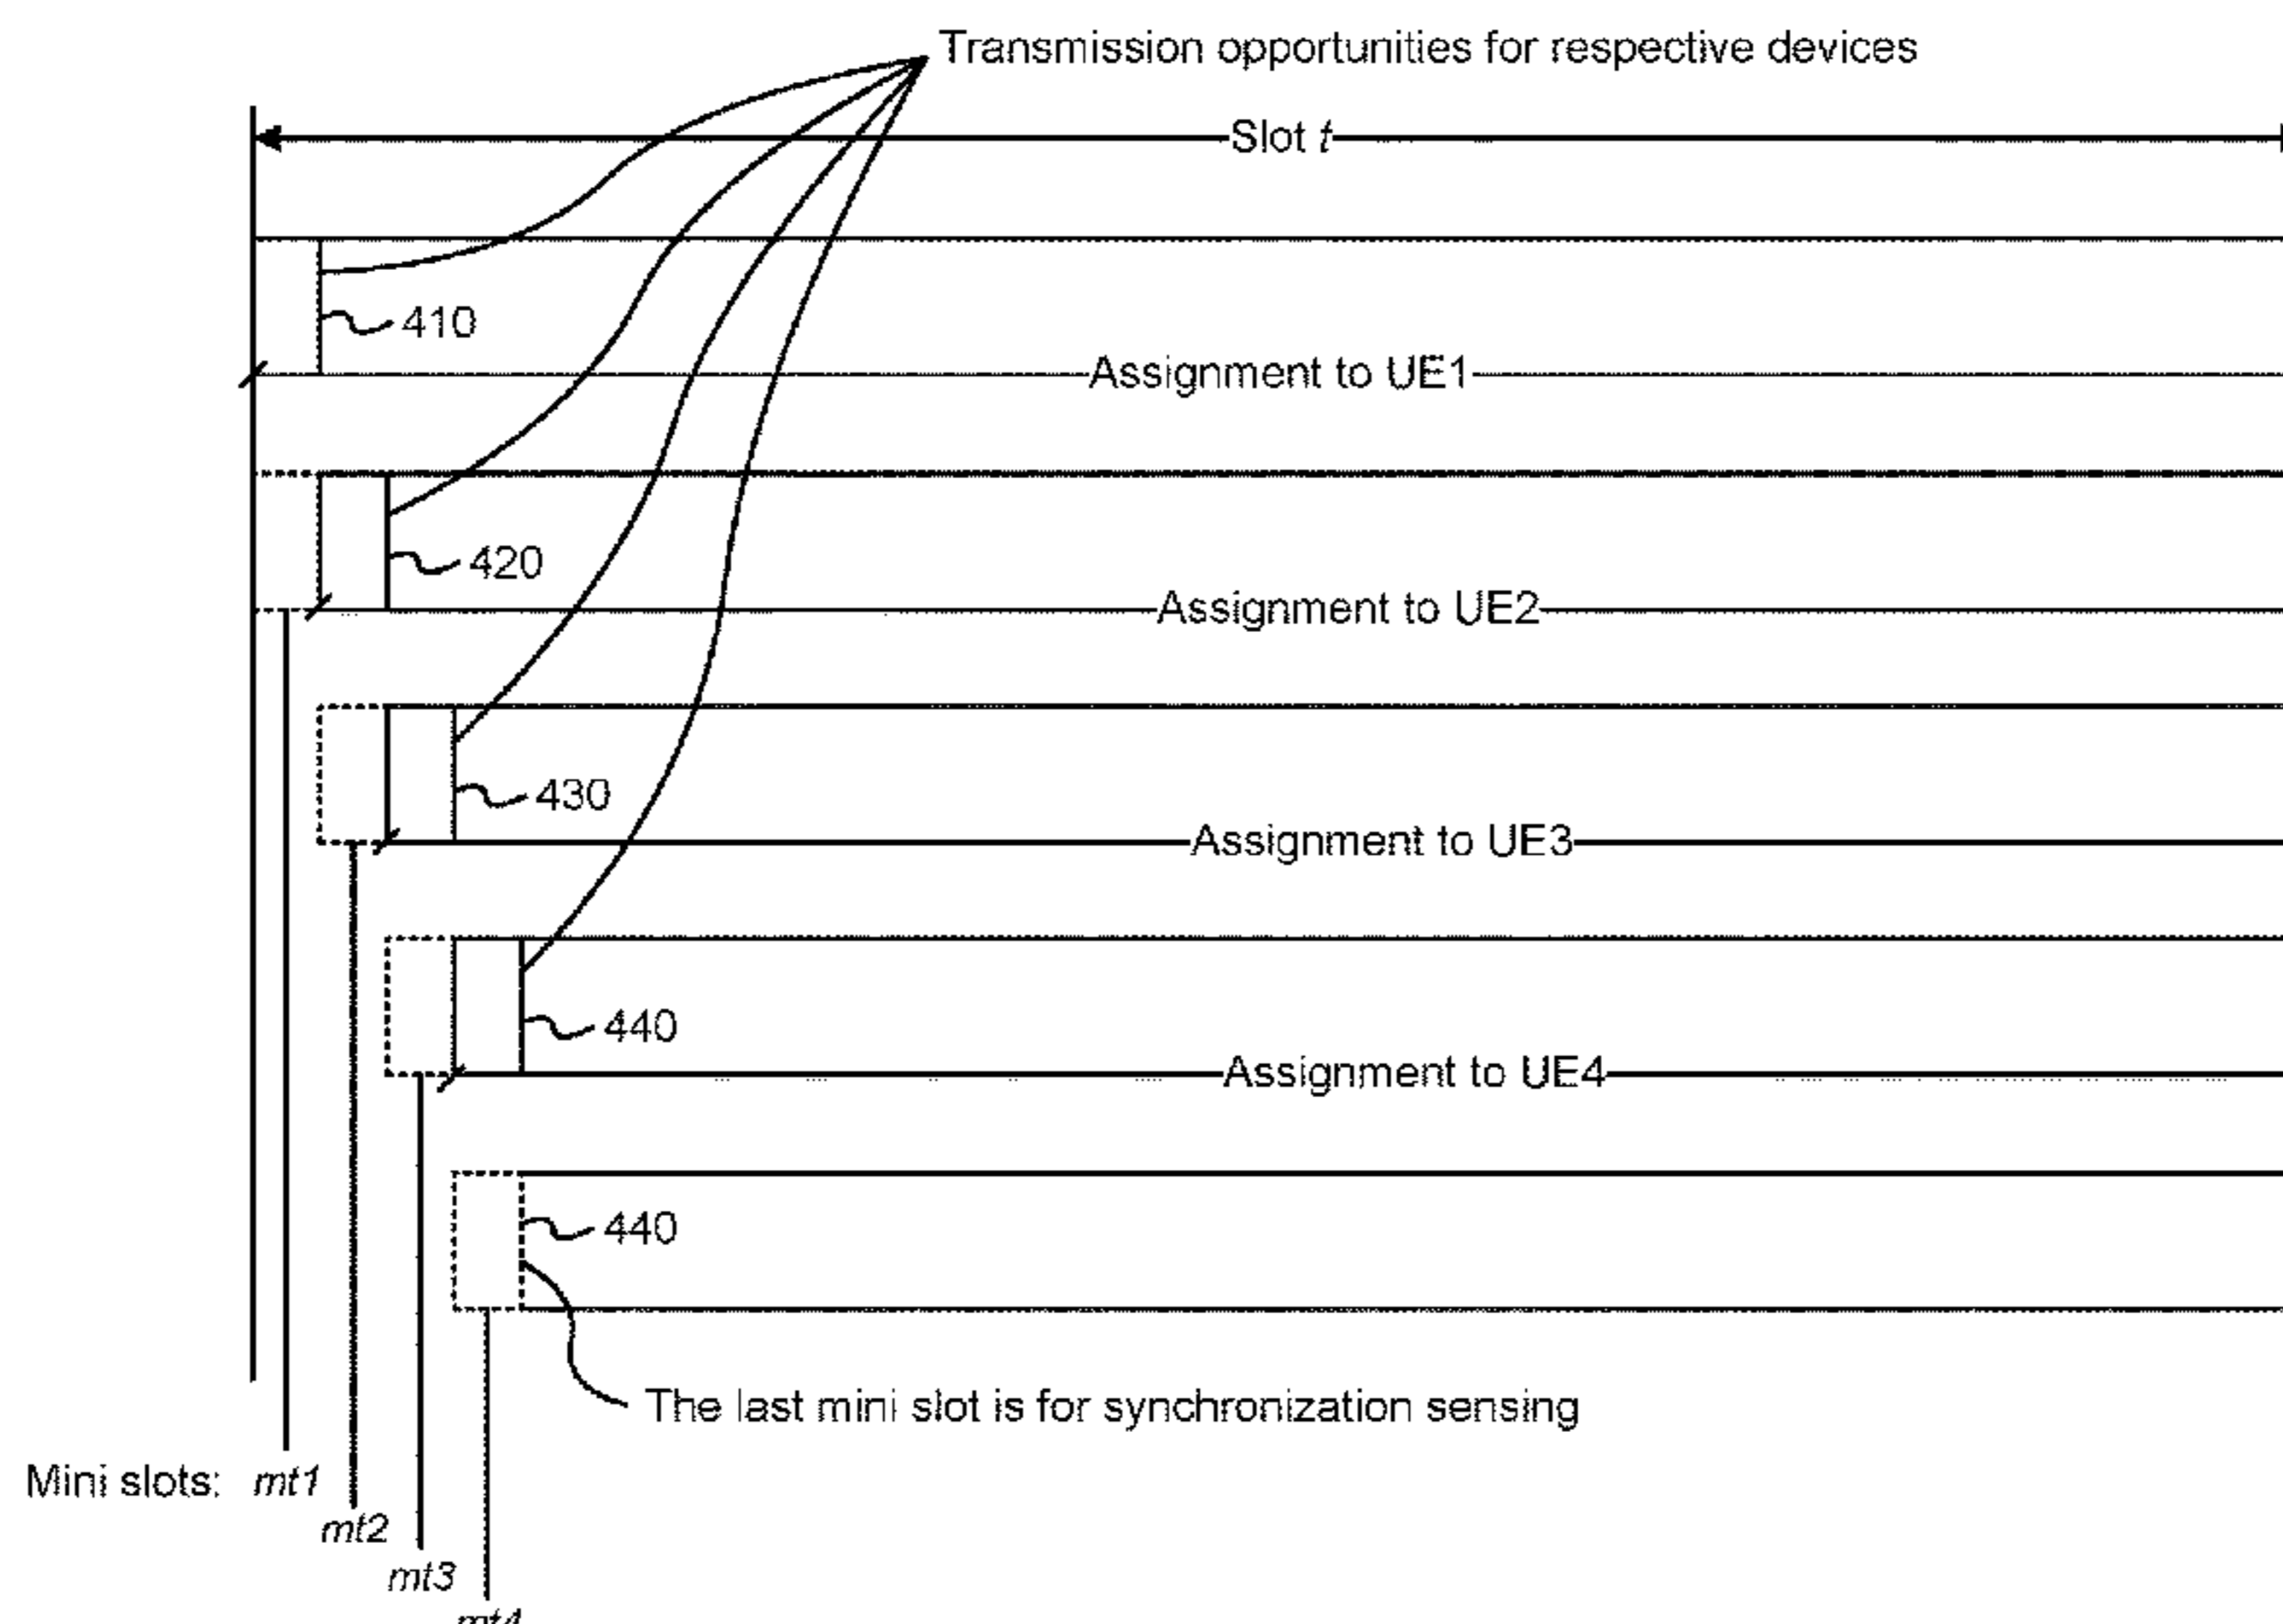 Transmission opportunities for respective devices
Slot t
410
Assignment to UE1
420
Assignment to UE2
430
Assignment to UE3
440
Assignment to UE4
440
The last mini slot is for synchronization sensing
Mini slots: mt1
mt2
mt3
mt4